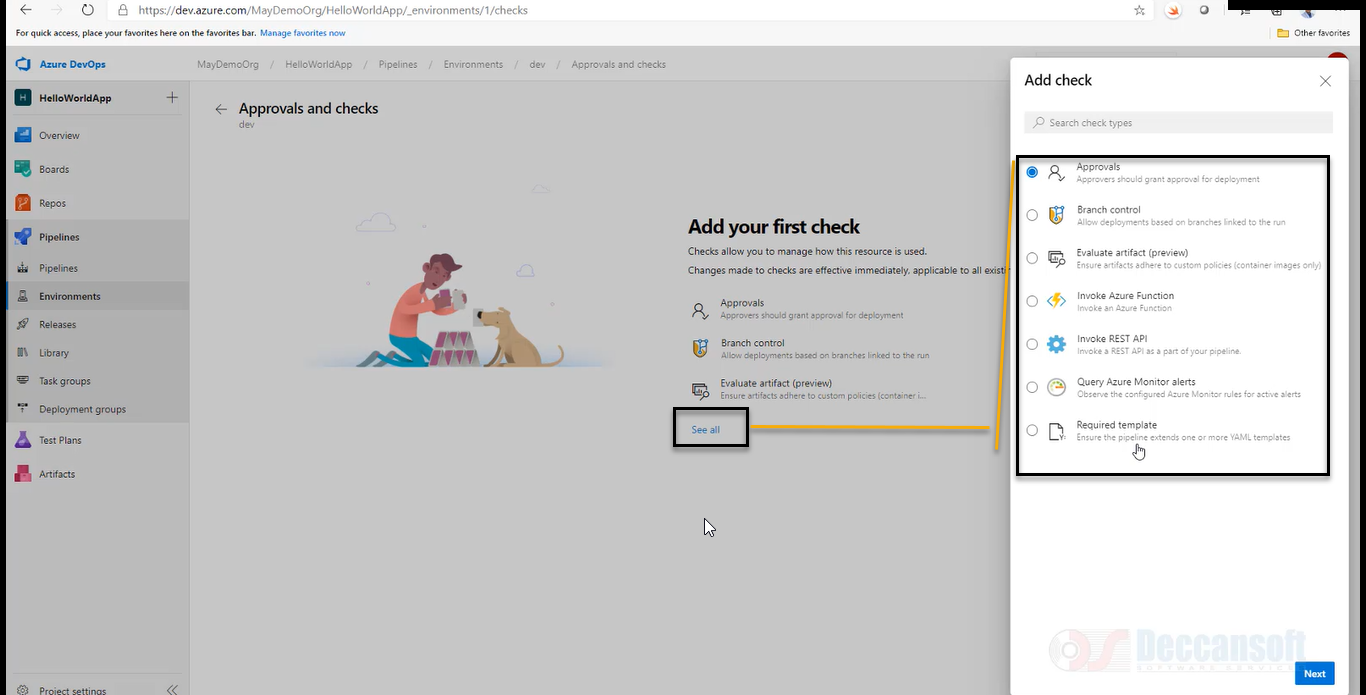 https://dev.azure.com/MayDemoOrg/HelloWorldApp/_environments/1/checks
For quick access, place your favorites here on the favorites bar. Manage favorites now
Other favorites
Azure DevOps
MayDemoOrg / HelloWorldApp / Pipelines / Environments / dev / Approvals and checks
H HelloWorldApp
Overview
Boards
Repos
Pipelines
Pipelines
Environments
Releases
Library
Task groups
Deployment groups
Test Plans
Artifacts
Project settings
Approvals and checks
dev
Add your first check
Checks allow you to manage how this resource is used.
Changes made to checks are effective immediately, applicable to all existi
Approvals
Approvers should grant approval for deployment
Branch control
Allow deployments based on branches linked to the run
Evaluate artifact (preview)
Ensure artifacts adhere to custom policies (container i...
See all
Add check
Search check types
Approvals
Approvers should grant approval for deployment
Branch control
Allow deployments based on branches linked to the run
Evaluate artifact (preview)
Ensure artifacts adhere to custom policies (container images only)
Invoke Azure Function
Invoke an Azure Function
Invoke REST API
Invoke a REST API as a part of your pipeline.
Query Azure Monitor alerts
Observe the configured Azure Monitor rules for active alerts
Required template
Ensure the pipeline extends one or more YAML templates
Deccansoft
SOFTWARE SERVICES
Next